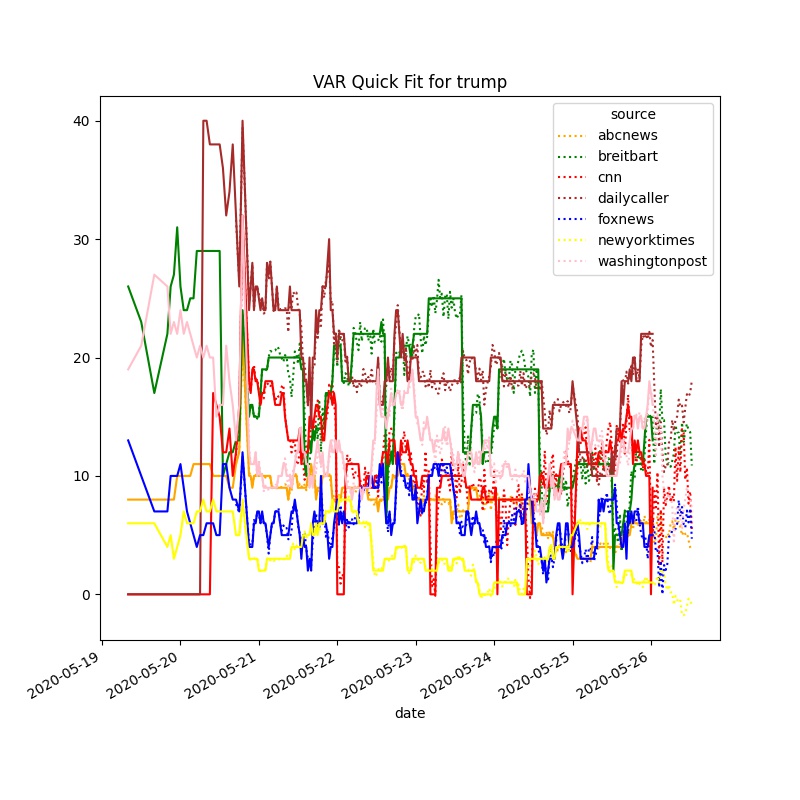 VAR Quick Fit for trump
40
30
20
10
0
source
abcnews
breitbart
cnn
dailycaller
foxnews
newyorktimes
washingtonpost
2020-05-19
2020-05-20
2020-05-21
2020-05-22
2020-05-23
2020-05-24
2020-05-25
2020-05-26
date